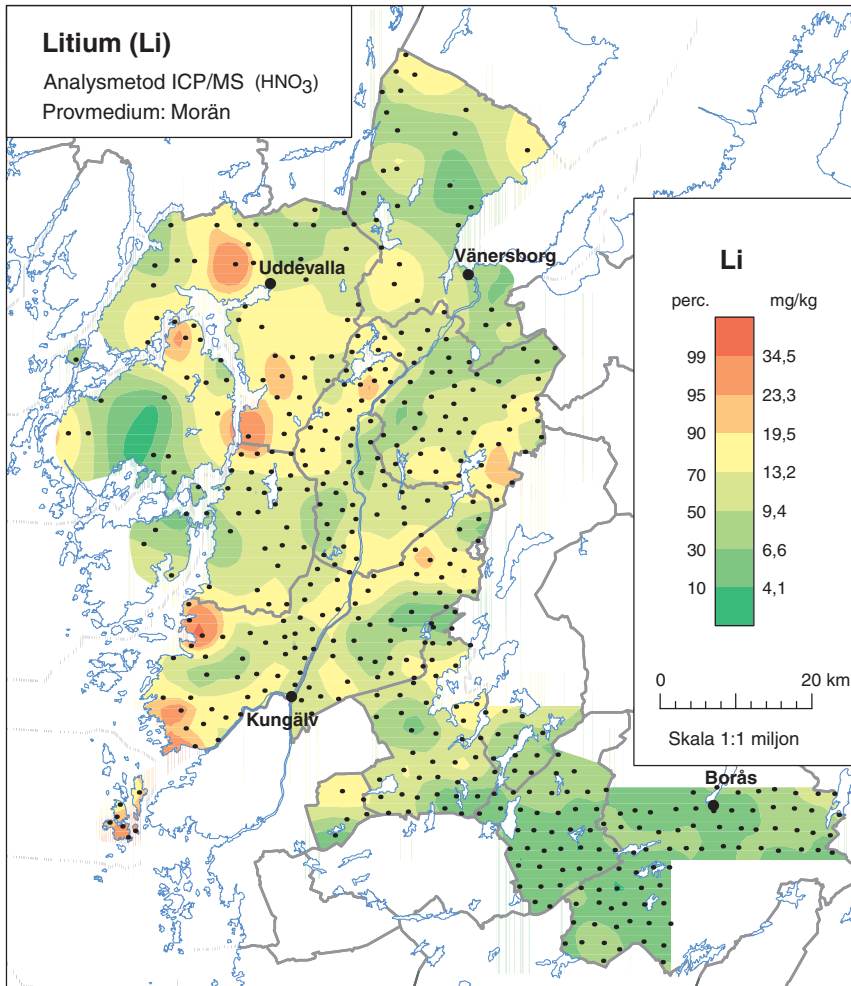 Litium (Li)
Analysmetod ICP/MS (HNO3)
Provmedium: Morän
Uddevalla
Vänersborg
Kungälv
Borås
Li
perc. mg/kg
99 34,5
95 23,3
90 19,5
70 13,2
50 9,4
30 6,6
10 4,1
0 20 km
Skala 1:1 miljon